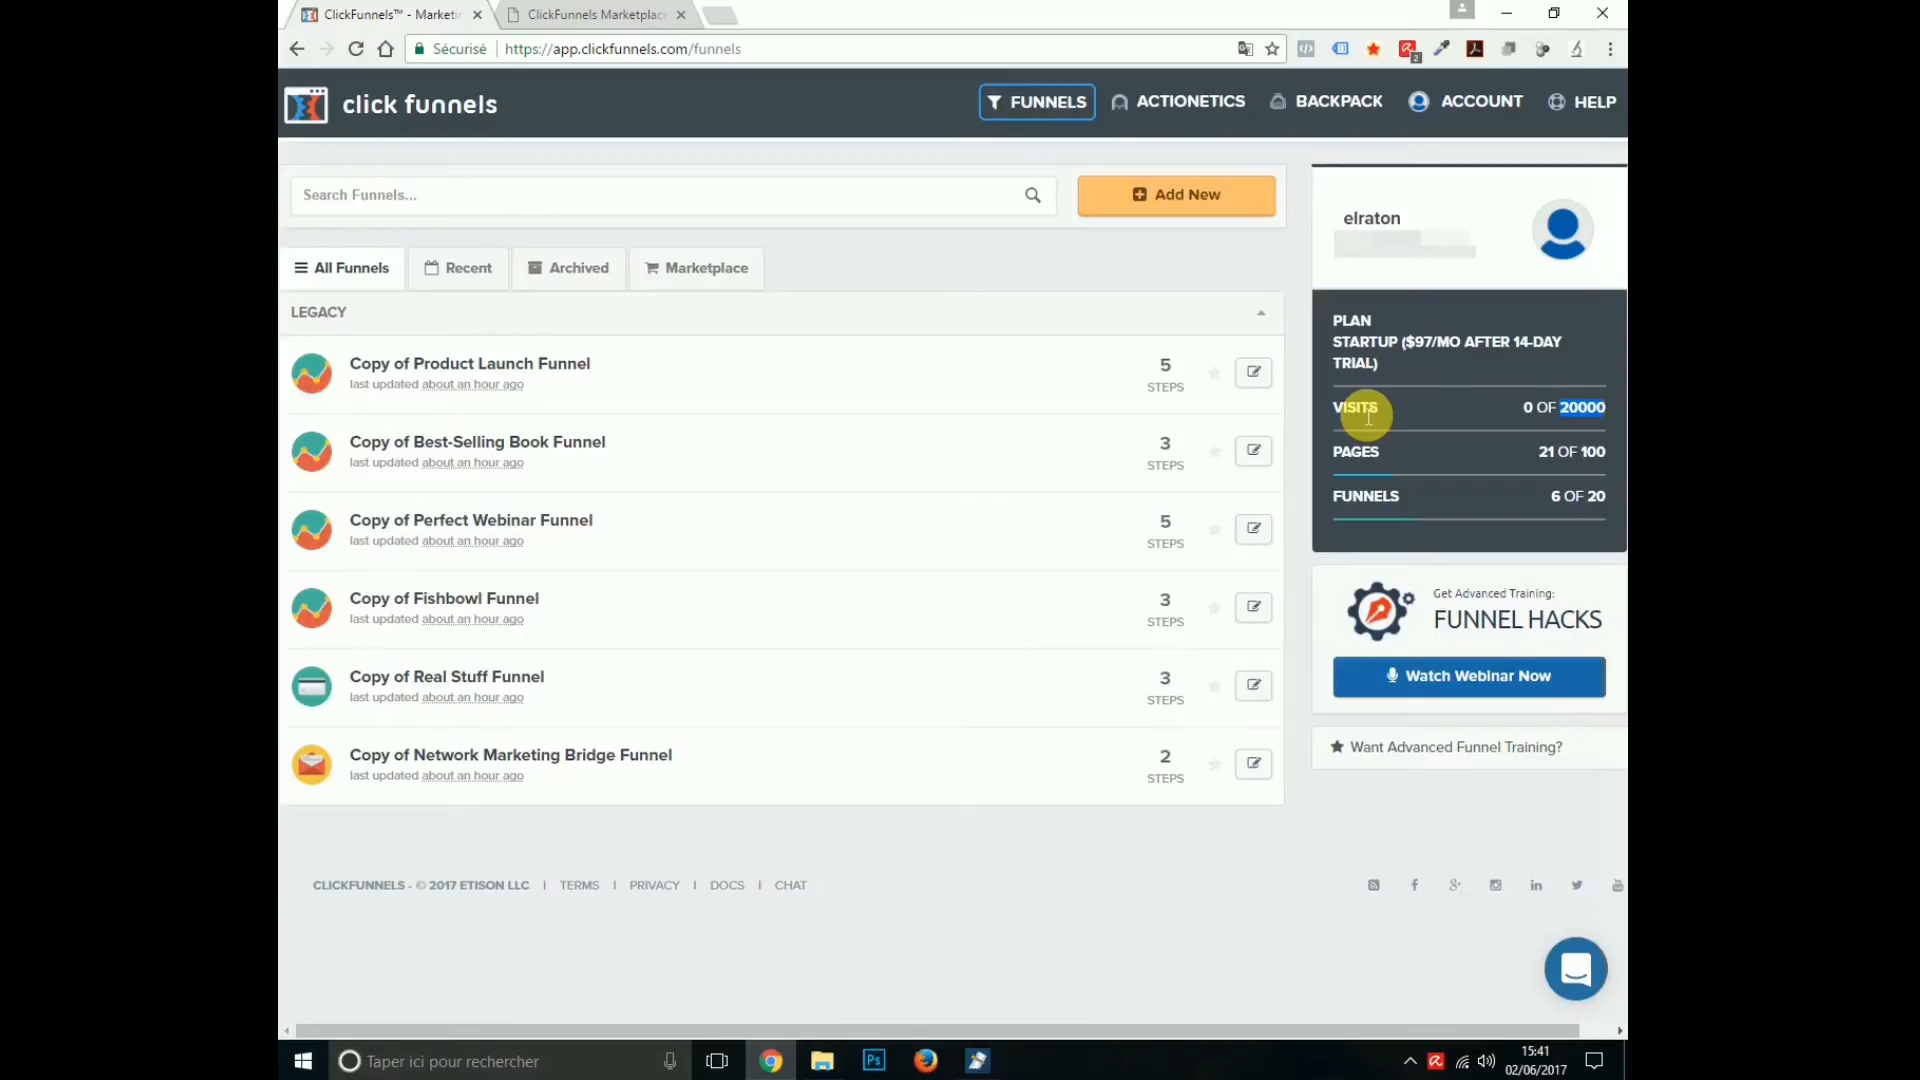 ClickFunnels™ - Marketin
ClickFunnels Marketplace
Sécurisé
https://app.clickfunnels.com/funnels
2
click funnels
FUNNELS
ACTIONETICS
BACKPACK
ACCOUNT
HELP
Search Funnels...
Add New
elraton
All Funnels
Recent
Archived
Marketplace
LEGACY
Copy of Product Launch Funnel
last updated about an hour ago
5
STEPS
Copy of Best-Selling Book Funnel
last updated about an hour ago
3
STEPS
Copy of Perfect Webinar Funnel
last updated about an hour ago
5
STEPS
Copy of Fishbowl Funnel
last updated about an hour ago
3
STEPS
Copy of Real Stuff Funnel
last updated about an hour ago
3
STEPS
Copy of Network Marketing Bridge Funnel
last updated about an hour ago
2
STEPS
PLAN
STARTUP ($97/MO AFTER 14-DAY
TRIAL)
VISITS 0 OF 20000
PAGES 21 OF 100
FUNNELS 6 OF 20
Get Advanced Training:
FUNNEL HACKS
Watch Webinar Now
Want Advanced Funnel Training?
CLICKFUNNELS - © 2017 ETISON LLC | TERMS | PRIVACY | DOCS | CHAT
Taper ici pour rechercher
Ps
15:41
02/06/2017